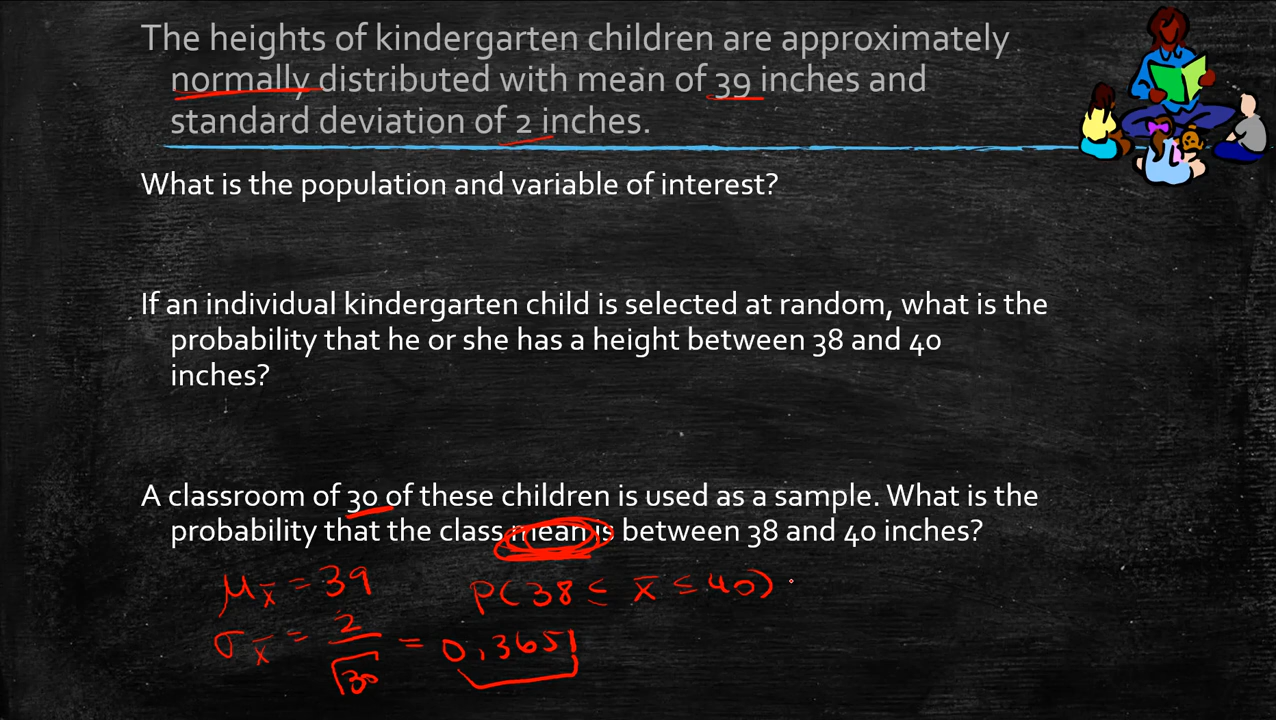 The heights of kindergarten children are approximately
normally distributed with mean of 39 inches and
standard deviation of 2 inches.
What is the population and variable of interest?
If an individual kindergarten child is selected at random, what is the
probability that he or she has a height between 38 and 40
inches?
A classroom of 30 of these children is used as a sample. What is the
probability that the class mean is between 38 and 40 inches?
μx̄ = 39 P(38 ≤ x̄ ≤ 40)
σx̄ = 2/√30 = 0.3651